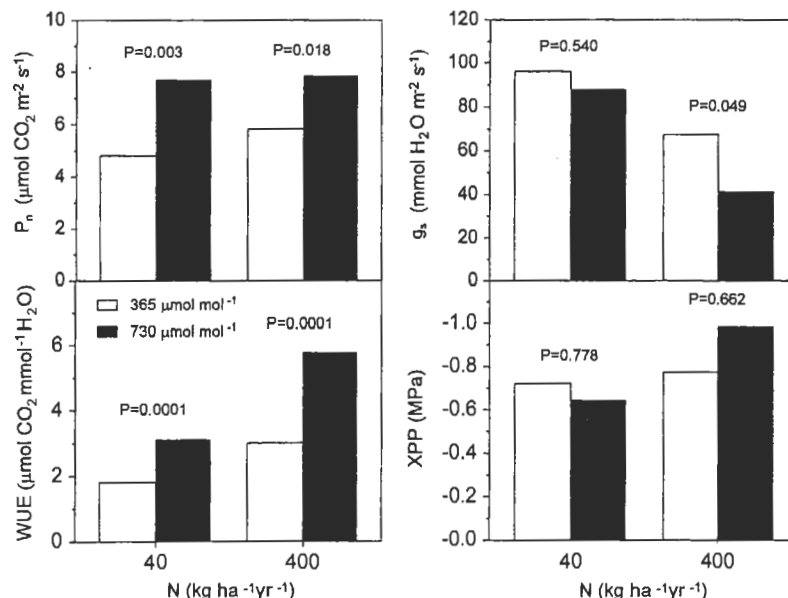 10
8
6
4
2
0
Pn (μmol CO2 m-2 s-1)
P=0.003
P=0.018
120
100
80
60
40
20
0
gs (mmol H2O m-2 s-1)
P=0.540
P=0.049
6
4
2
0
WUE (μmol CO2 mmol-1 H2O)
365 μmol mol -1
730 μmol mol -1
P=0.0001
P=0.0001
40
400
N (kg ha -1yr -1)
-1.0
-0.8
-0.6
-0.4
-0.2
-0.0
XPP (MPa)
P=0.778
P=0.662
40
400
N (kg ha -1yr -1)